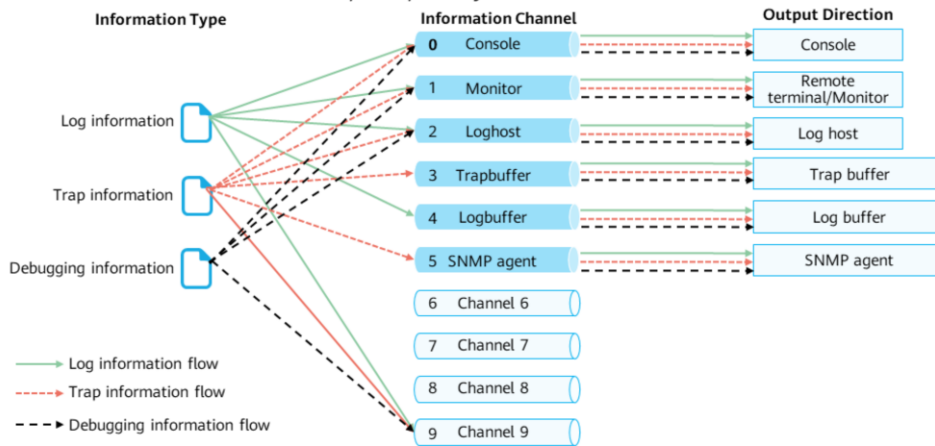 Information Type
Information Channel
Output Direction
0 Console
Console
1 Monitor
Remote
terminal/Monitor
Log information
2 Loghost
Log host
Trap information
3 Trapbuffer
Trap buffer
4 Logbuffer
Log buffer
Debugging information
5 SNMP agent
SNMP agent
6 Channel 6
7 Channel 7
8 Channel 8
9 Channel 9
Log information flow
Trap information flow
Debugging information flow